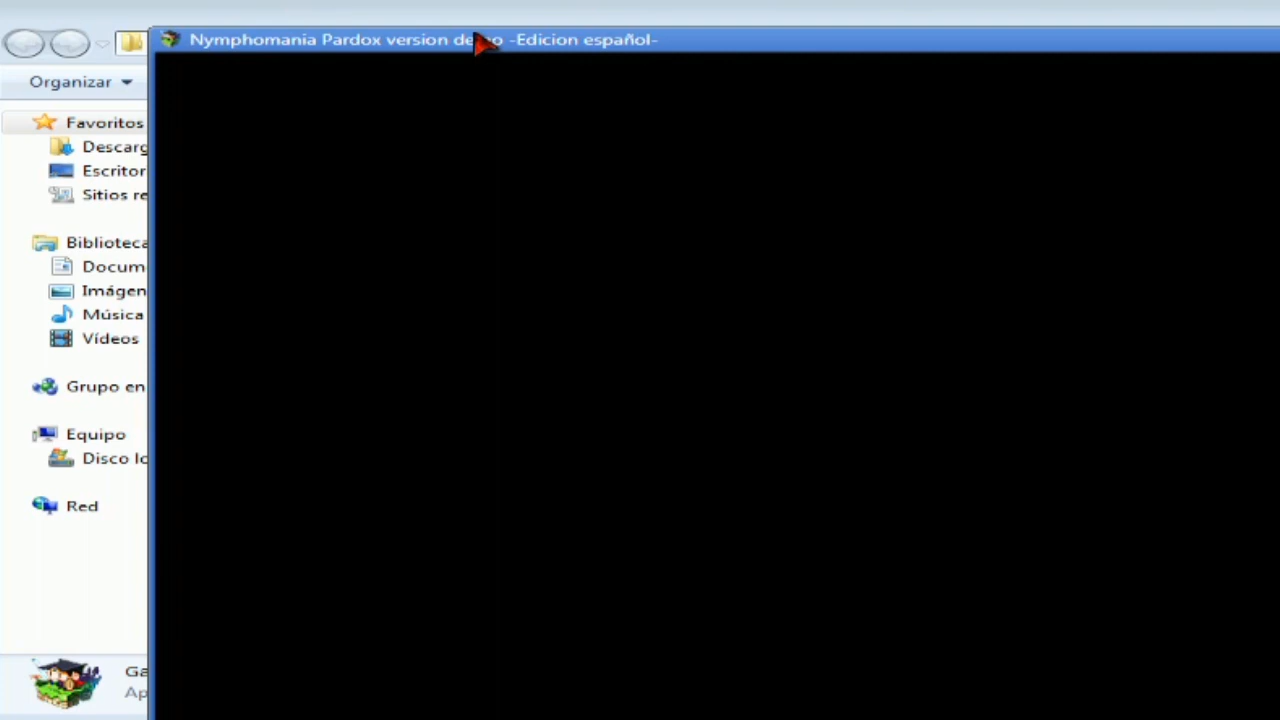 Nymphomania Pardox version de o -Edicion español-
Organizar
Favoritos
Descarg
Escritor
Sitios re
Biblioteca
Docum
Imágen
Música
Vídeos
Grupo en
Equipo
Disco lo
Red
Ga
Ap